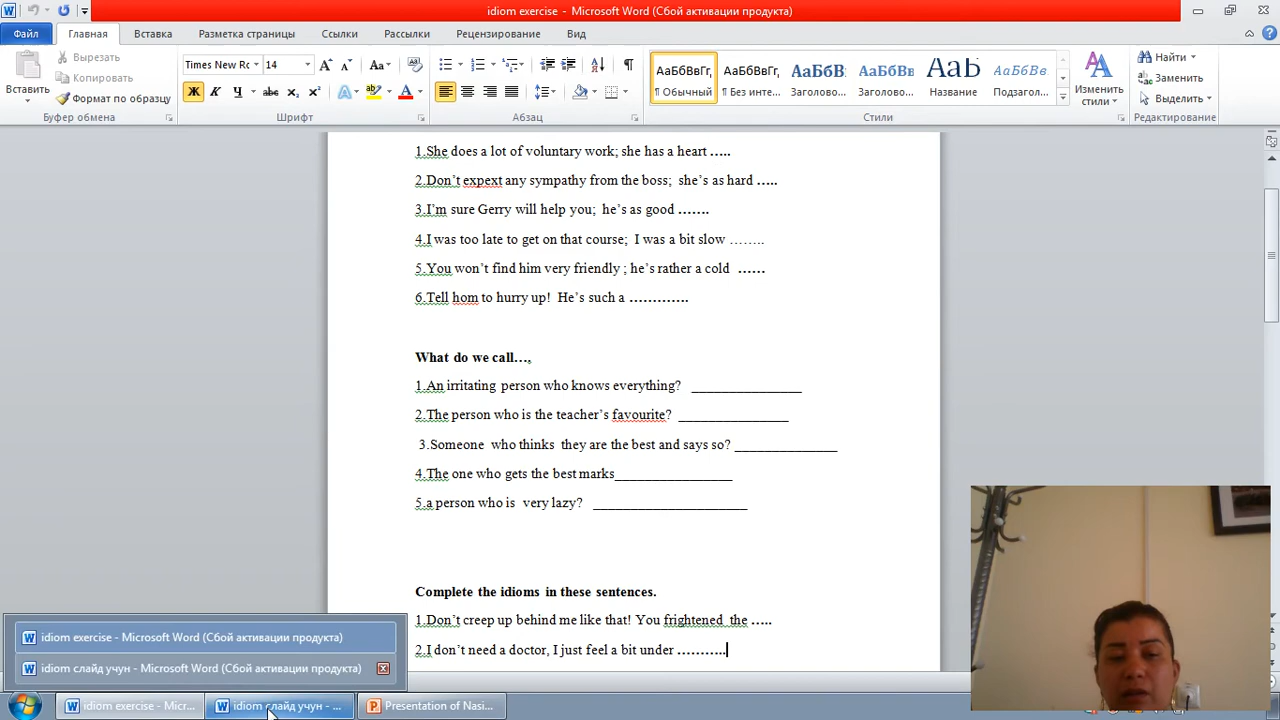 idiom exercise - Microsoft Word (Сбой активации продукта)
Файл Главная Вставка Разметка страницы Ссылки Рассылки Рецензирование Вид
Вставить
Вырезать
Копировать
Формат по образцу
Буфер обмена
Times New Rc 14
Ж К Ч abc x₂ x²
Шрифт
Абзац
АаБбВвГг,
¶ Обычный
АаБбВвГг,
¶ Без инте...
АаБбВ
Заголово...
АаБбВв
Заголово...
АаБ
Название
АаБбВв
Подзагол...
Стили
Изменить
стили
Найти
Заменить
Выделить
Редактирование
1.She does a lot of voluntary work; she has a heart …..
2.Don’t expext any sympathy from the boss; she’s as hard …..
3.I’m sure Gerry will help you; he’s as good …….
4.I was too late to get on that course; I was a bit slow ……..
5.You won’t find him very friendly ; he’s rather a cold ……
6.Tell hom to hurry up! He’s such a ………….
What do we call…,
1.An irritating person who knows everything? _______________
2.The person who is the teacher’s favourite? _______________
3.Someone who thinks they are the best and says so? ______________
4.The one who gets the best marks________________
5.a person who is very lazy? _____________________
Complete the idioms in these sentences.
1.Don’t creep up behind me like that! You frightened the …..
2.I don’t need a doctor, I just feel a bit under ………..
idiom exercise - Microsoft Word (Сбой активации продукта)
idiom слайд учун - Microsoft Word (Сбой активации продукта)
idiom exercise - Micr... idiom слайд учун - ... Presentation of Nasi...